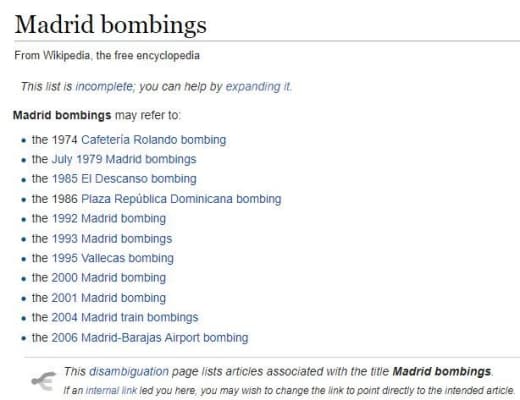 Madrid bombings
From Wikipedia, the free encyclopedia
This list is incomplete; you can help by expanding it.
Madrid bombings may refer to:
• the 1974 Cafetería Rolando bombing
• the July 1979 Madrid bombings
• the 1985 El Descanso bombing
• the 1986 Plaza República Dominicana bombing
• the 1992 Madrid bombing
• the 1993 Madrid bombings
• the 1995 Vallecas bombing
• the 2000 Madrid bombing
• the 2001 Madrid bombing
• the 2004 Madrid train bombings
• the 2006 Madrid-Barajas Airport bombing
This disambiguation page lists articles associated with the title Madrid bombings.
If an internal link led you here, you may wish to change the link to point directly to the intended article.